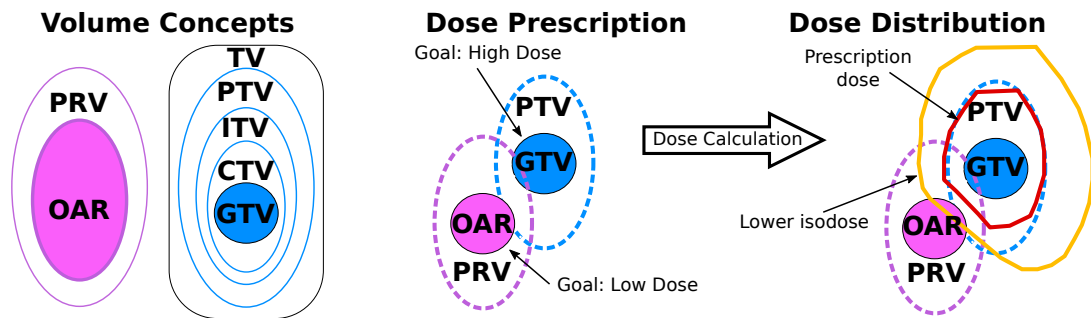 Volume Concepts
TV
PTV
ITV
CTV
GTV
PRV
OAR
Dose Prescription
Goal: High Dose
PTV
GTV
OAR
PRV
Goal: Low Dose
Dose Calculation
Dose Distribution
Prescription
dose
PTV
GTV
Lower isodose
OAR
PRV